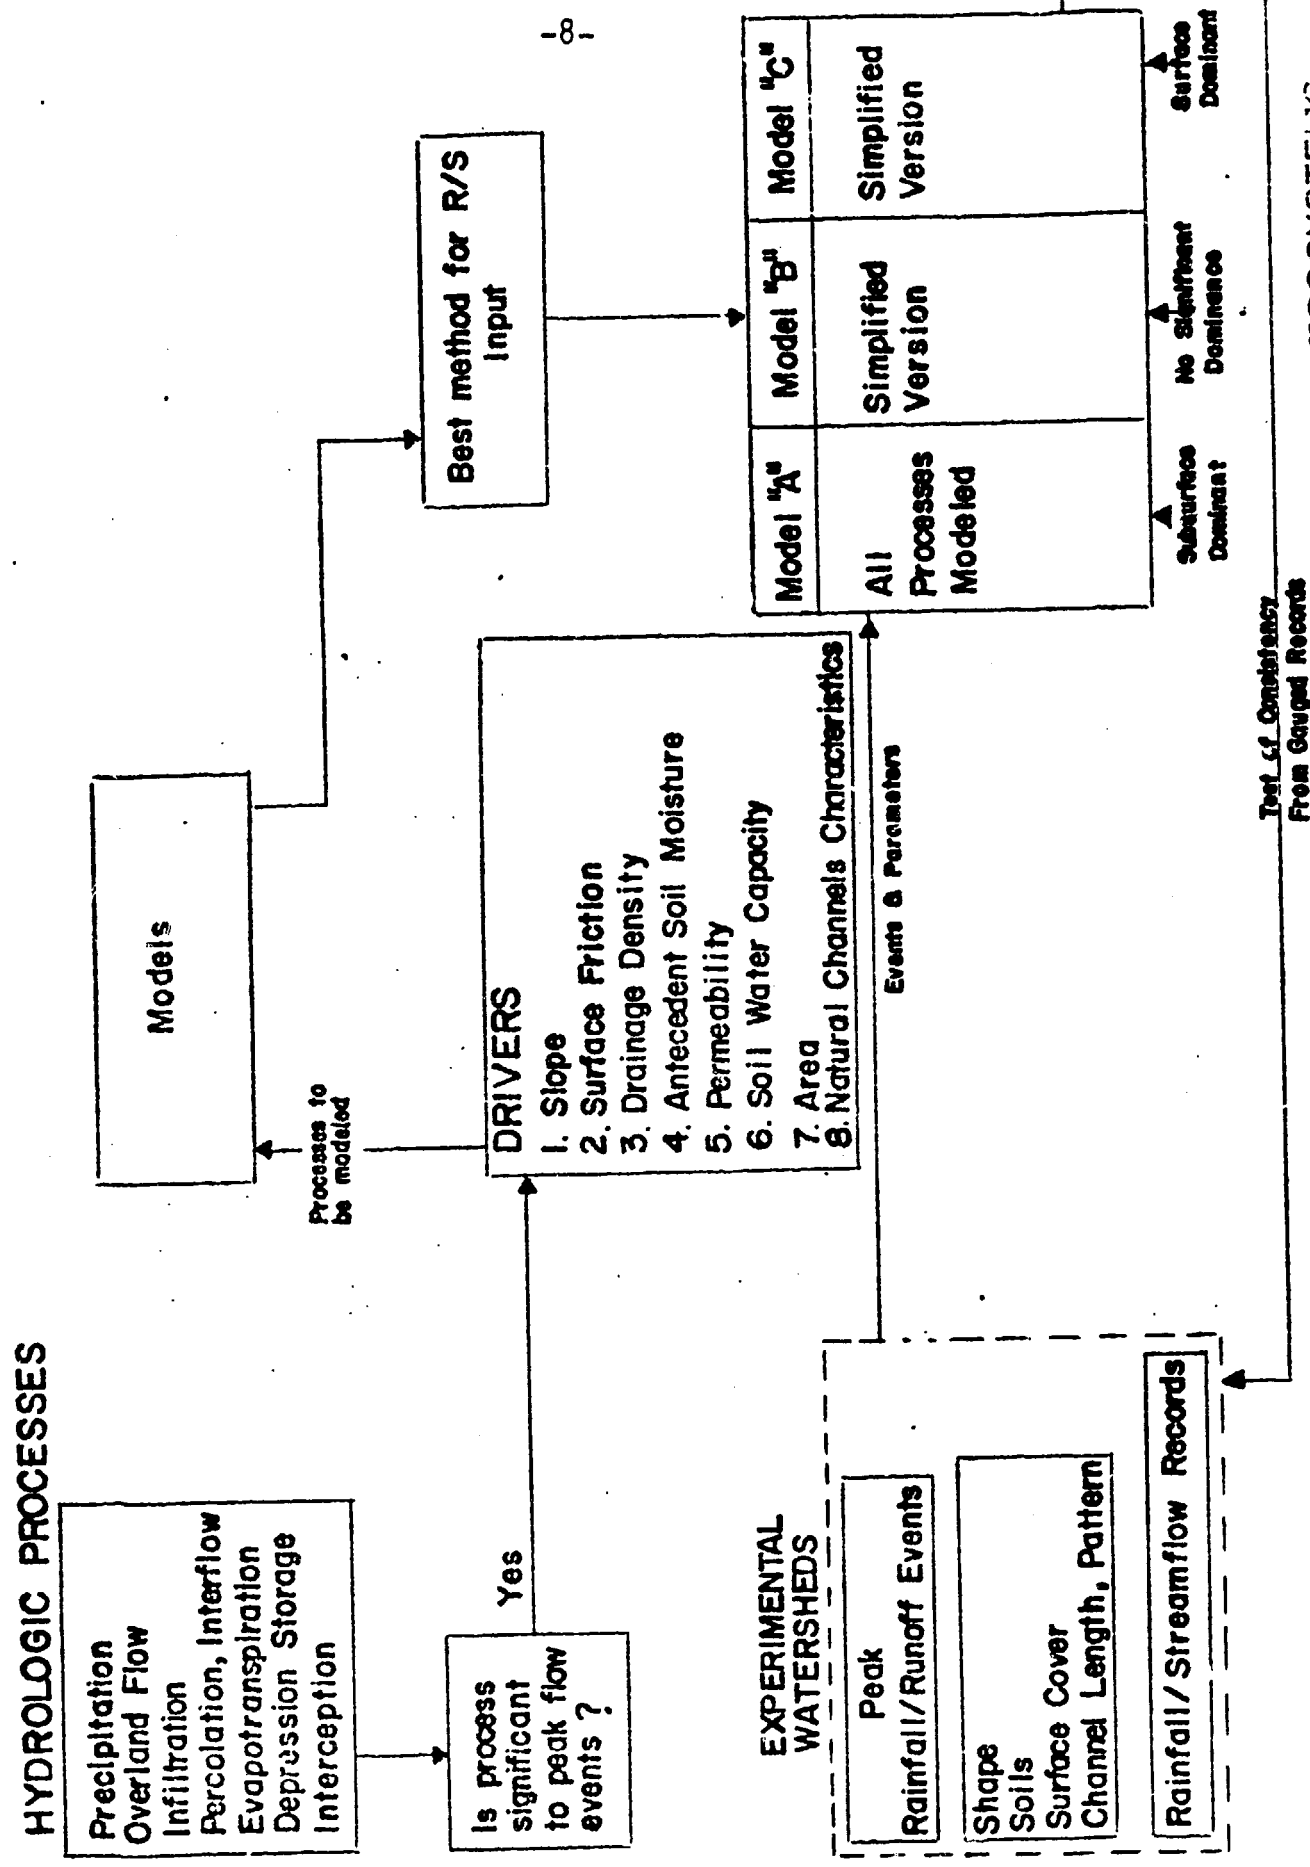 -8-
HYDROLOGIC PROCESSES
Precipitation
Overland Flow
Infiltration
Percolation, Interflow
Evapotranspiration
Depression Storage
Interception
Is process
significant
to peak flow
events ?
Yes
DRIVERS
1. Slope
2. Surface Friction
3. Drainage Density
4. Antecedent Soil Moisture
5. Permeability
6. Soil Water Capacity
7. Area
8. Natural Channels Characteristics
Processes to
be modeled
Models
Best method for R/S
Input
EXPERIMENTAL
WATERSHEDS
Peak
Rainfall/Runoff Events
Shape
Soils
Surface Cover
Channel Length, Pattern
Rainfall/Streamflow Records
Events & Parameters
Model "A"
Model "B"
Model "C"
All
Processes
Modeled
Simplified
Version
Simplified
Version
Subsurface
Dominant
No Significant
Dominance
Surface
Dominant
Test of Consistency
From Gauged Records